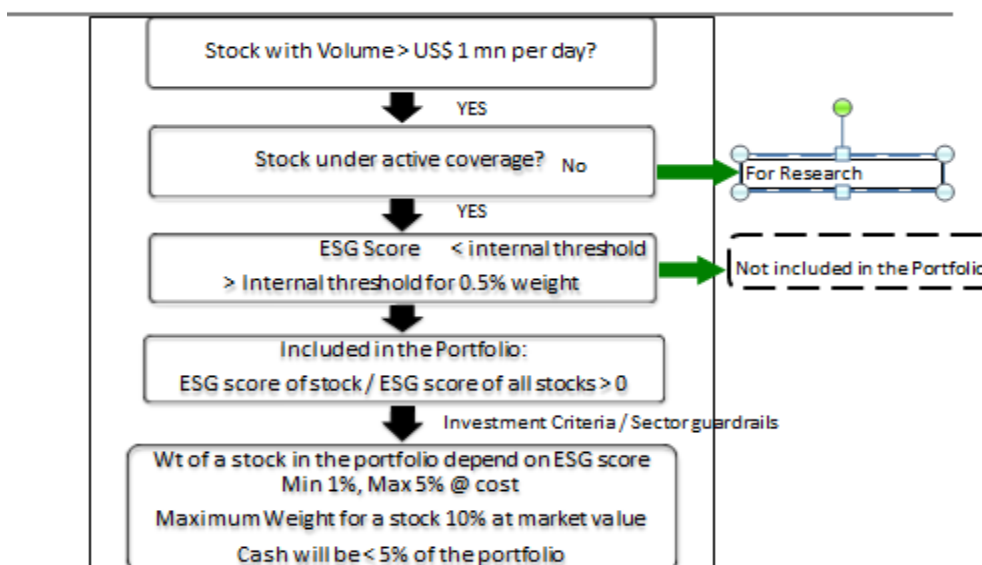 Stock with Volume > US$ 1 mn per day?
YES
Stock under active coverage? No
For Research
YES
ESG Score < internal threshold
> Internal threshold for 0.5% weight
Not included in the Portfolio
Included in the Portfolio:
ESG score of stock / ESG score of all stocks > 0
Investment Criteria / Sector guardrails
Wt of a stock in the portfolio depend on ESG score
Min 1%, Max 5% @ cost
Maximum Weight for a stock 10% at market value
Cash will be < 5% of the portfolio